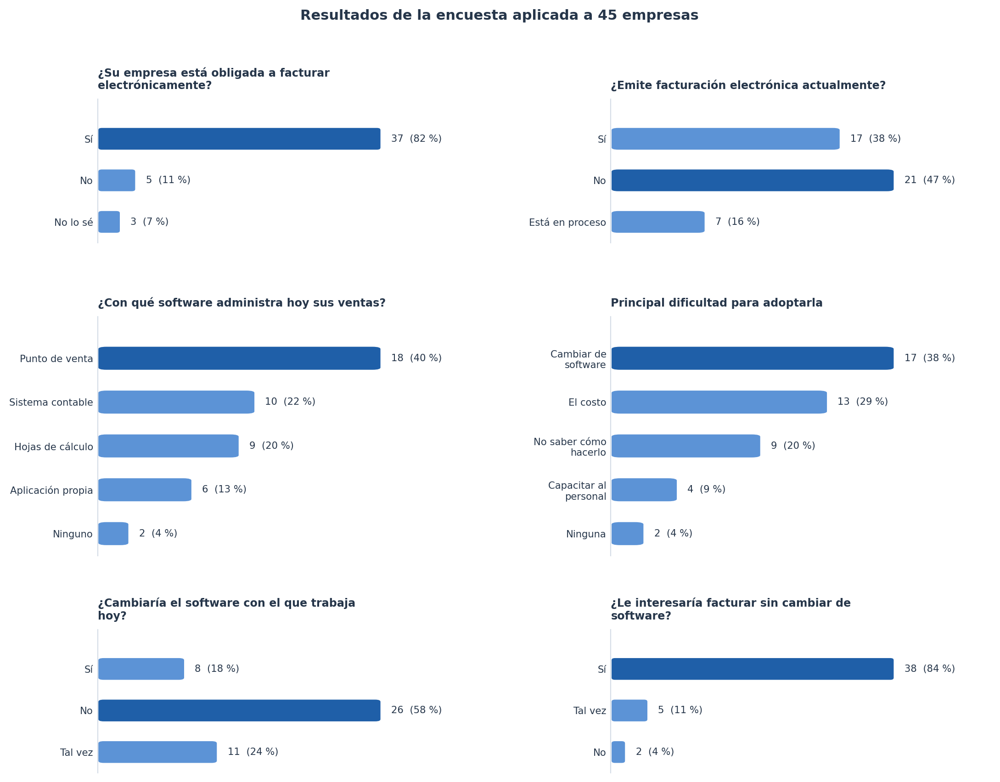 Resultados de la encuesta aplicada a 45 empresas
¿Su empresa está obligada a facturar
electrónicamente?
Sí
37 (82 %)
No
5 (11 %)
No lo sé
3 (7 %)
¿Emite facturación electrónica actualmente?
Sí
17 (38 %)
No
21 (47 %)
Está en proceso
7 (16 %)
¿Con qué software administra hoy sus ventas?
Punto de venta
18 (40 %)
Sistema contable
10 (22 %)
Hojas de cálculo
9 (20 %)
Aplicación propia
6 (13 %)
Ninguno
2 (4 %)
Principal dificultad para adoptarla
Cambiar de
software
17 (38 %)
El costo
13 (29 %)
No saber cómo
hacerlo
9 (20 %)
Capacitar al
personal
4 (9 %)
Ninguna
2 (4 %)
¿Cambiaría el software con el que trabaja
hoy?
Sí
8 (18 %)
No
26 (58 %)
Tal vez
11 (24 %)
¿Le interesaría facturar sin cambiar de
software?
Sí
38 (84 %)
Tal vez
5 (11 %)
No
2 (4 %)